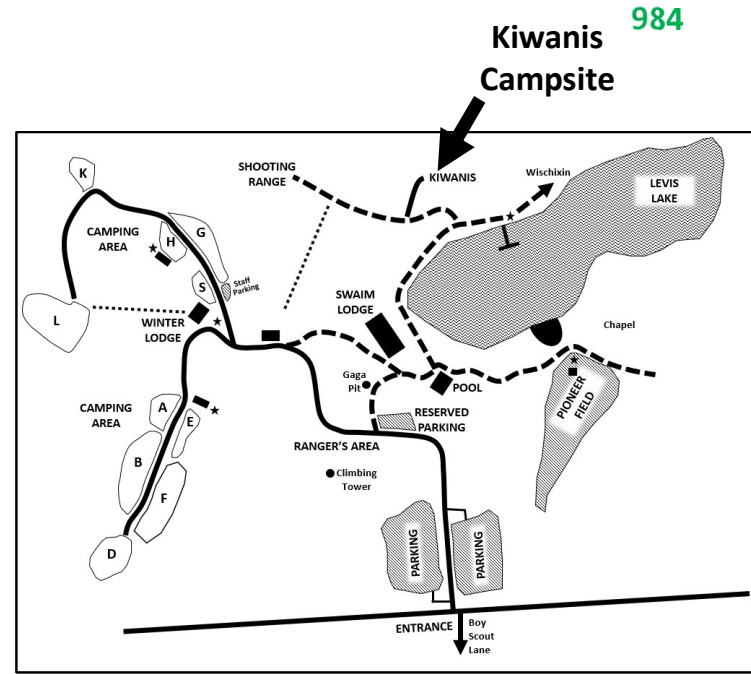 984
Kiwanis
Campsite
SHOOTING
RANGE
KIWANIS
Wischixin
LEVIS
LAKE
K
CAMPING
AREA
H
G
S
Staff
Parking
L
WINTER
LODGE
SWAIM
LODGE
Chapel
Gaga
Pit
POOL
PIONEER
FIELD
CAMPING
AREA
A
E
B
F
D
RESERVED
PARKING
RANGER'S AREA
Climbing
Tower
PARKING
PARKING
ENTRANCE
Boy
Scout
Lane